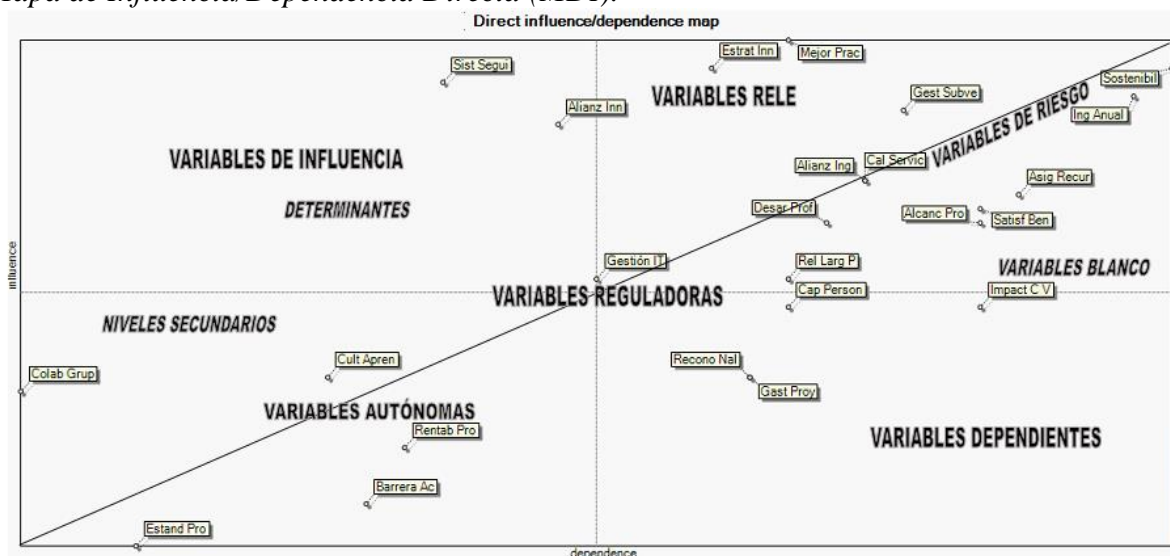 Mapa de Influencia/Dependencia Directa (MDI).
Direct influence/dependence map
Estrat Inn
Mejor Prac
Sist Segui
Sostenibil
VARIABLES RELE
Gest Subve
Alianz Inn
Ing Anual
VARIABLES DE RIESGO
VARIABLES DE INFLUENCIA
Alianz Ing
Cal Servic
Asig Recur
DETERMINANTES
Desar Prof
Alcanc Pro
Satisf Ben
influence
Gestión IT
Rel Larg P
VARIABLES BLANCO
VARIABLES REGULADORAS
Cap Person
Impact C V
NIVELES SECUNDARIOS
Colab Grup
Cult Apren
Recono Nal
Gast Proy
VARIABLES AUTÓNOMAS
Rentab Pro
VARIABLES DEPENDIENTES
Barrera Ac
Estand Pro
dependence